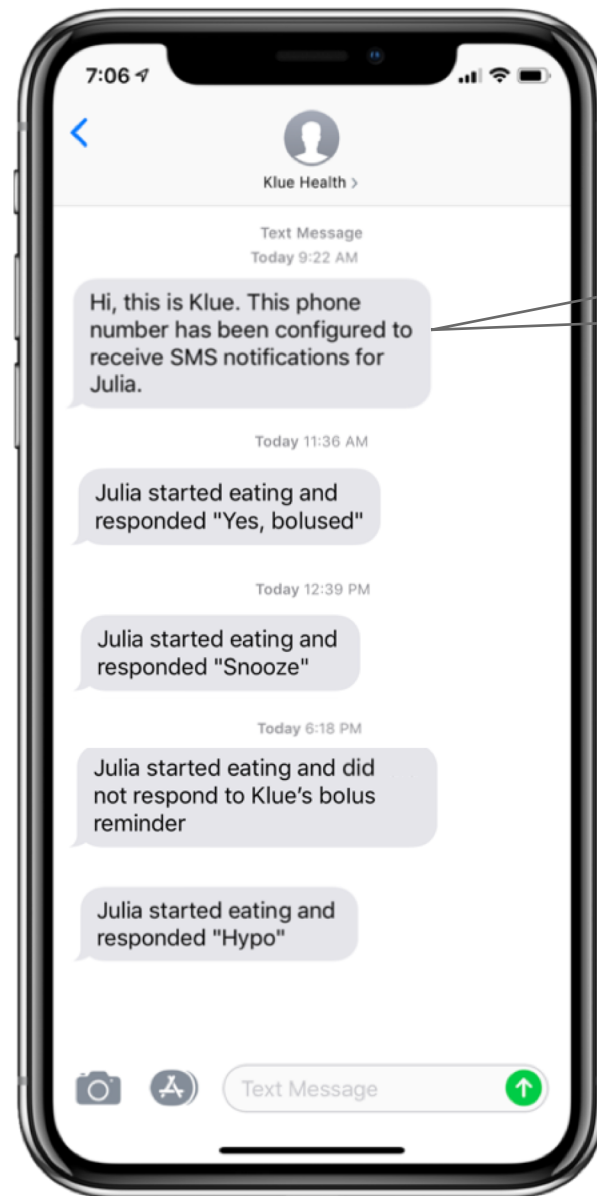 7:06
Klue Health >
Text Message
Today 9:22 AM
Hi, this is Klue. This phone
number has been configured to
receive SMS notifications for
Julia.
Today 11:36 AM
Julia started eating and
responded "Yes, bolused"
Today 12:39 PM
Julia started eating and
responded "Snooze"
Today 6:18 PM
Julia started eating and did
not respond to Klue’s bolus
reminder
Julia started eating and
responded "Hypo"
Text Message